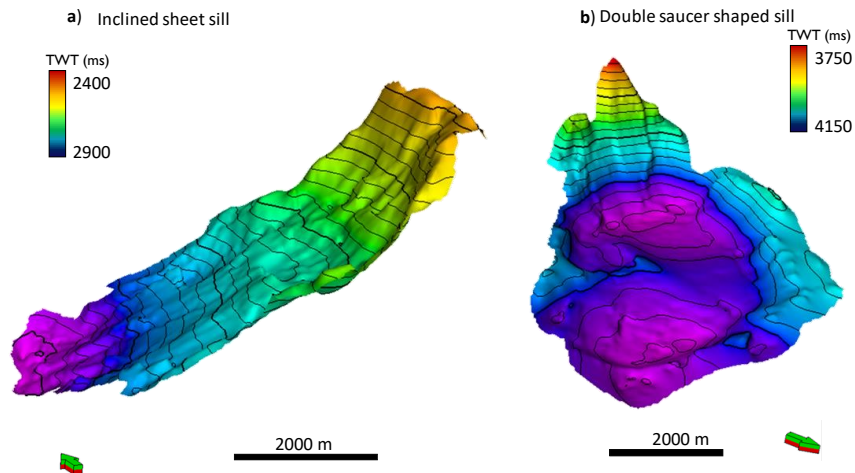 a) Inclined sheet sill
TWT (ms)
2400
2900
2000 m
b) Double saucer shaped sill
TWT (ms)
3750
4150
2000 m